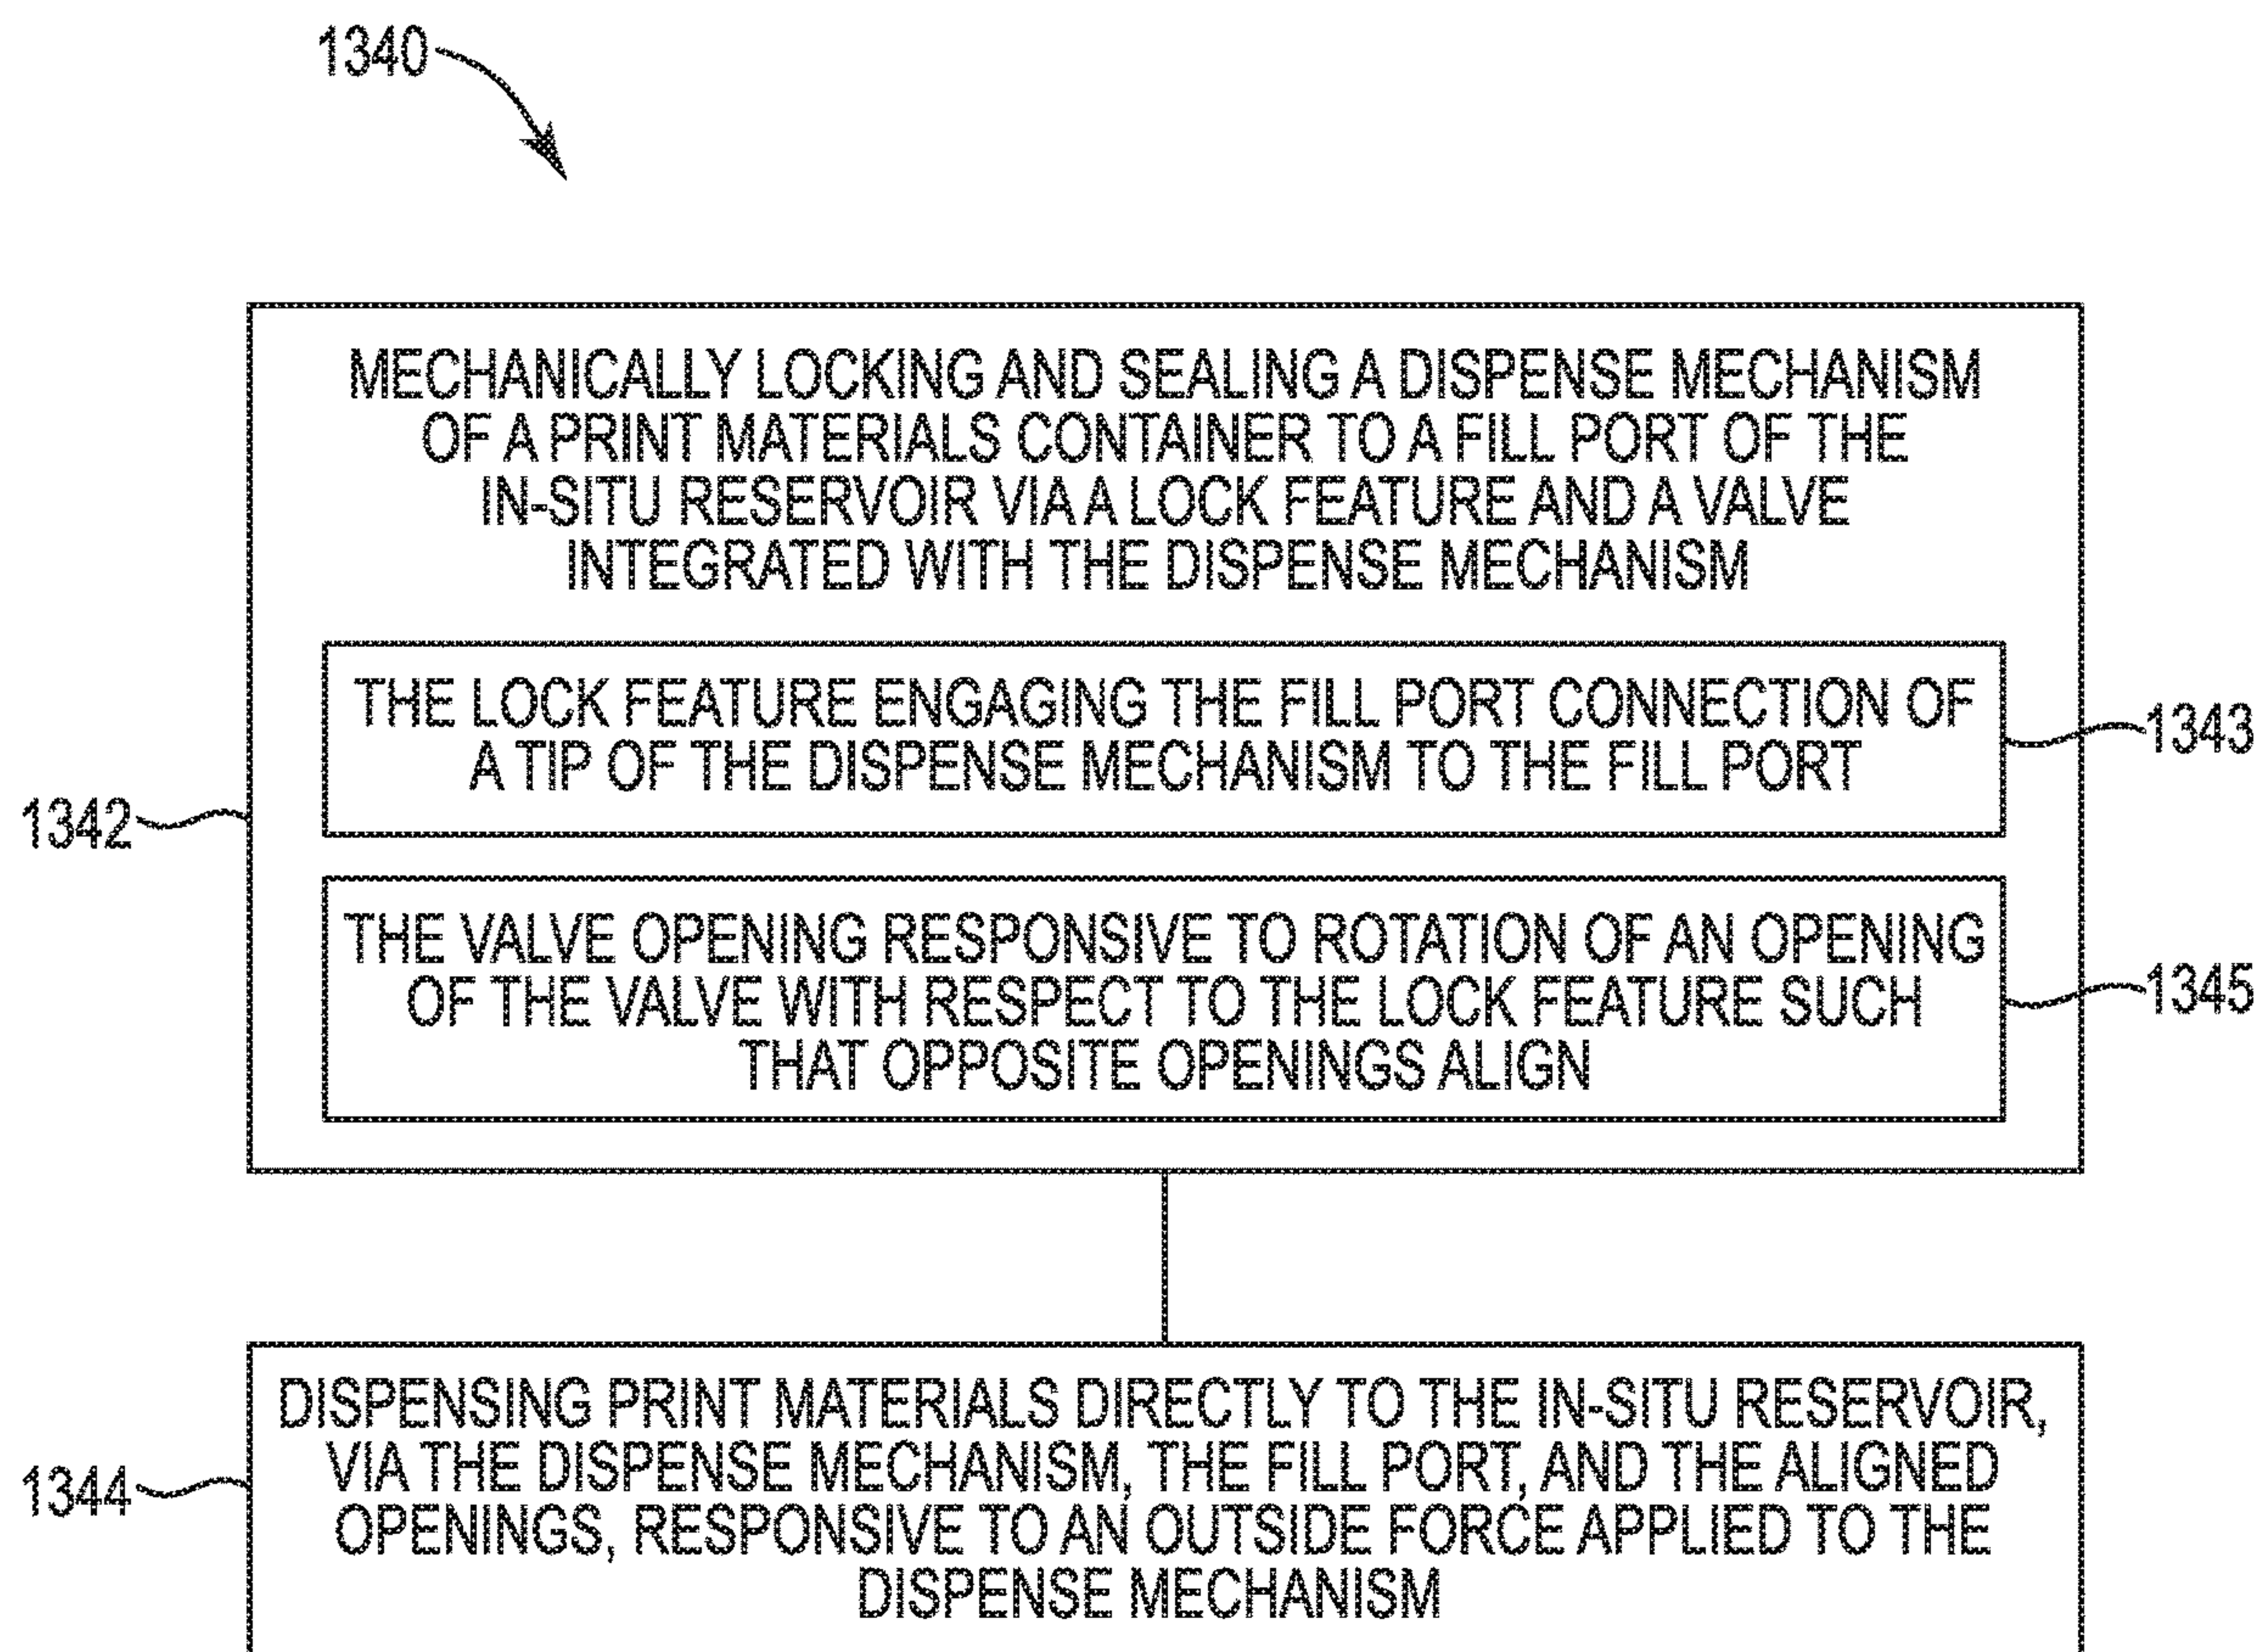 1340
MECHANICALLY LOCKING AND SEALING A DISPENSE MECHANISM
OF A PRINT MATERIALS CONTAINER TO A FILL PORT OF THE
IN-SITU RESERVOIR VIA A LOCK FEATURE AND A VALVE
INTEGRATED WITH THE DISPENSE MECHANISM
THE LOCK FEATURE ENGAGING THE FILL PORT CONNECTION OF
A TIP OF THE DISPENSE MECHANISM TO THE FILL PORT
1343
1342
THE VALVE OPENING RESPONSIVE TO ROTATION OF AN OPENING
OF THE VALVE WITH RESPECT TO THE LOCK FEATURE SUCH
THAT OPPOSITE OPENINGS ALIGN
1345
DISPENSING PRINT MATERIALS DIRECTLY TO THE IN-SITU RESERVOIR,
VIA THE DISPENSE MECHANISM, THE FILL PORT, AND THE ALIGNED
OPENINGS, RESPONSIVE TO AN OUTSIDE FORCE APPLIED TO THE
DISPENSE MECHANISM
1344